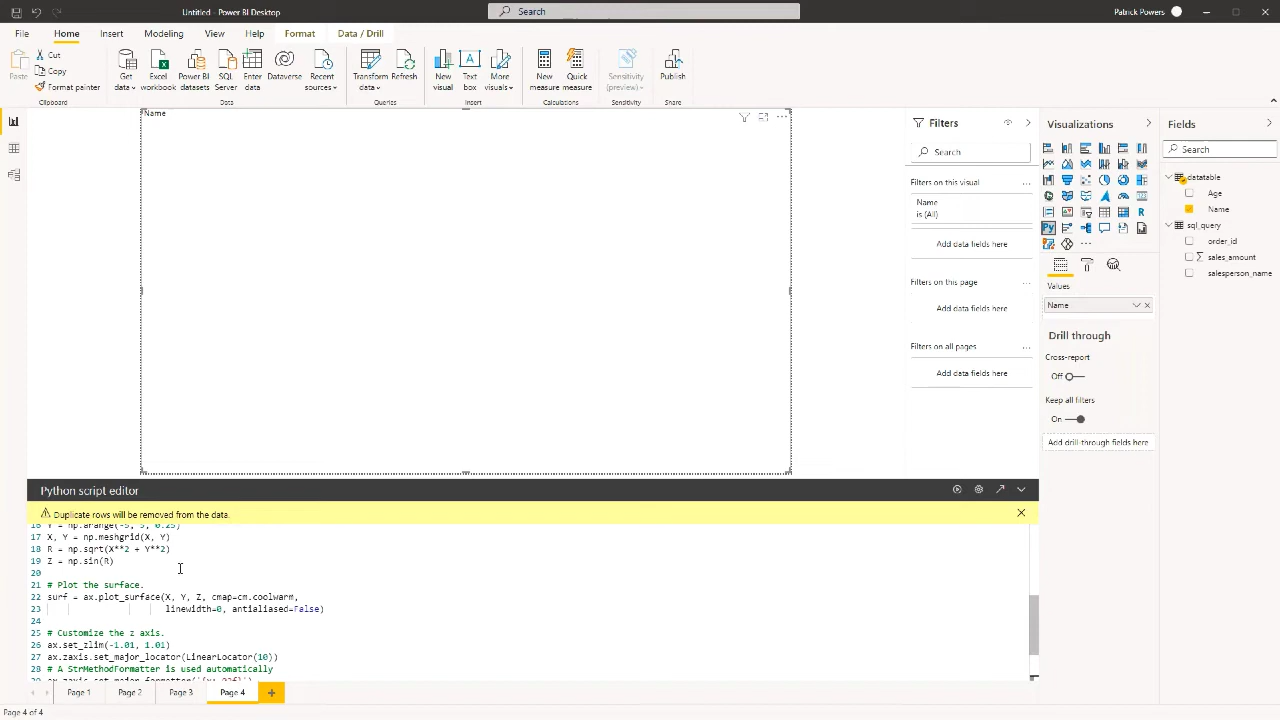 Untitled - Power BI Desktop
Search
Patrick Powers
File
Home
Insert
Modeling
View
Help
Format
Data / Drill
Paste
Cut
Copy
Format painter
Clipboard
Get data
Excel workbook
Power BI datasets
SQL Server
Enter data
Dataverse
Recent sources
Data
Transform data
Refresh
Queries
New visual
Text box
More visuals
Insert
New measure
Quick measure
Calculations
Sensitivity (preview)
Sensitivity
Publish
Share
Name
Filters
Search
Filters on this visual
Name
is (All)
Add data fields here
Filters on this page
Add data fields here
Filters on all pages
Add data fields here
Visualizations
R
Py
Values
Name
Drill through
Cross-report
Off
Keep all filters
On
Add drill-through fields here
Fields
Search
datatable
Age
Name
sql_query
order_id
∑ sales_amount
salesperson_name
Python script editor
Duplicate rows will be removed from the data.
16 Y = np.arange(-5, 5, 0.25)
17 X, Y = np.meshgrid(X, Y)
18 R = np.sqrt(X**2 + Y**2)
19 Z = np.sin(R)
20
21 # Plot the surface.
22 surf = ax.plot_surface(X, Y, Z, cmap=cm.coolwarm,
23 linewidth=0, antialiased=False)
24
25 # Customize the z axis.
26 ax.set_zlim(-1.01, 1.01)
27 ax.zaxis.set_major_locator(LinearLocator(10))
28 # A StrMethodFormatter is used automatically
Page 1
Page 2
Page 3
Page 4
+
Page 4 of 4